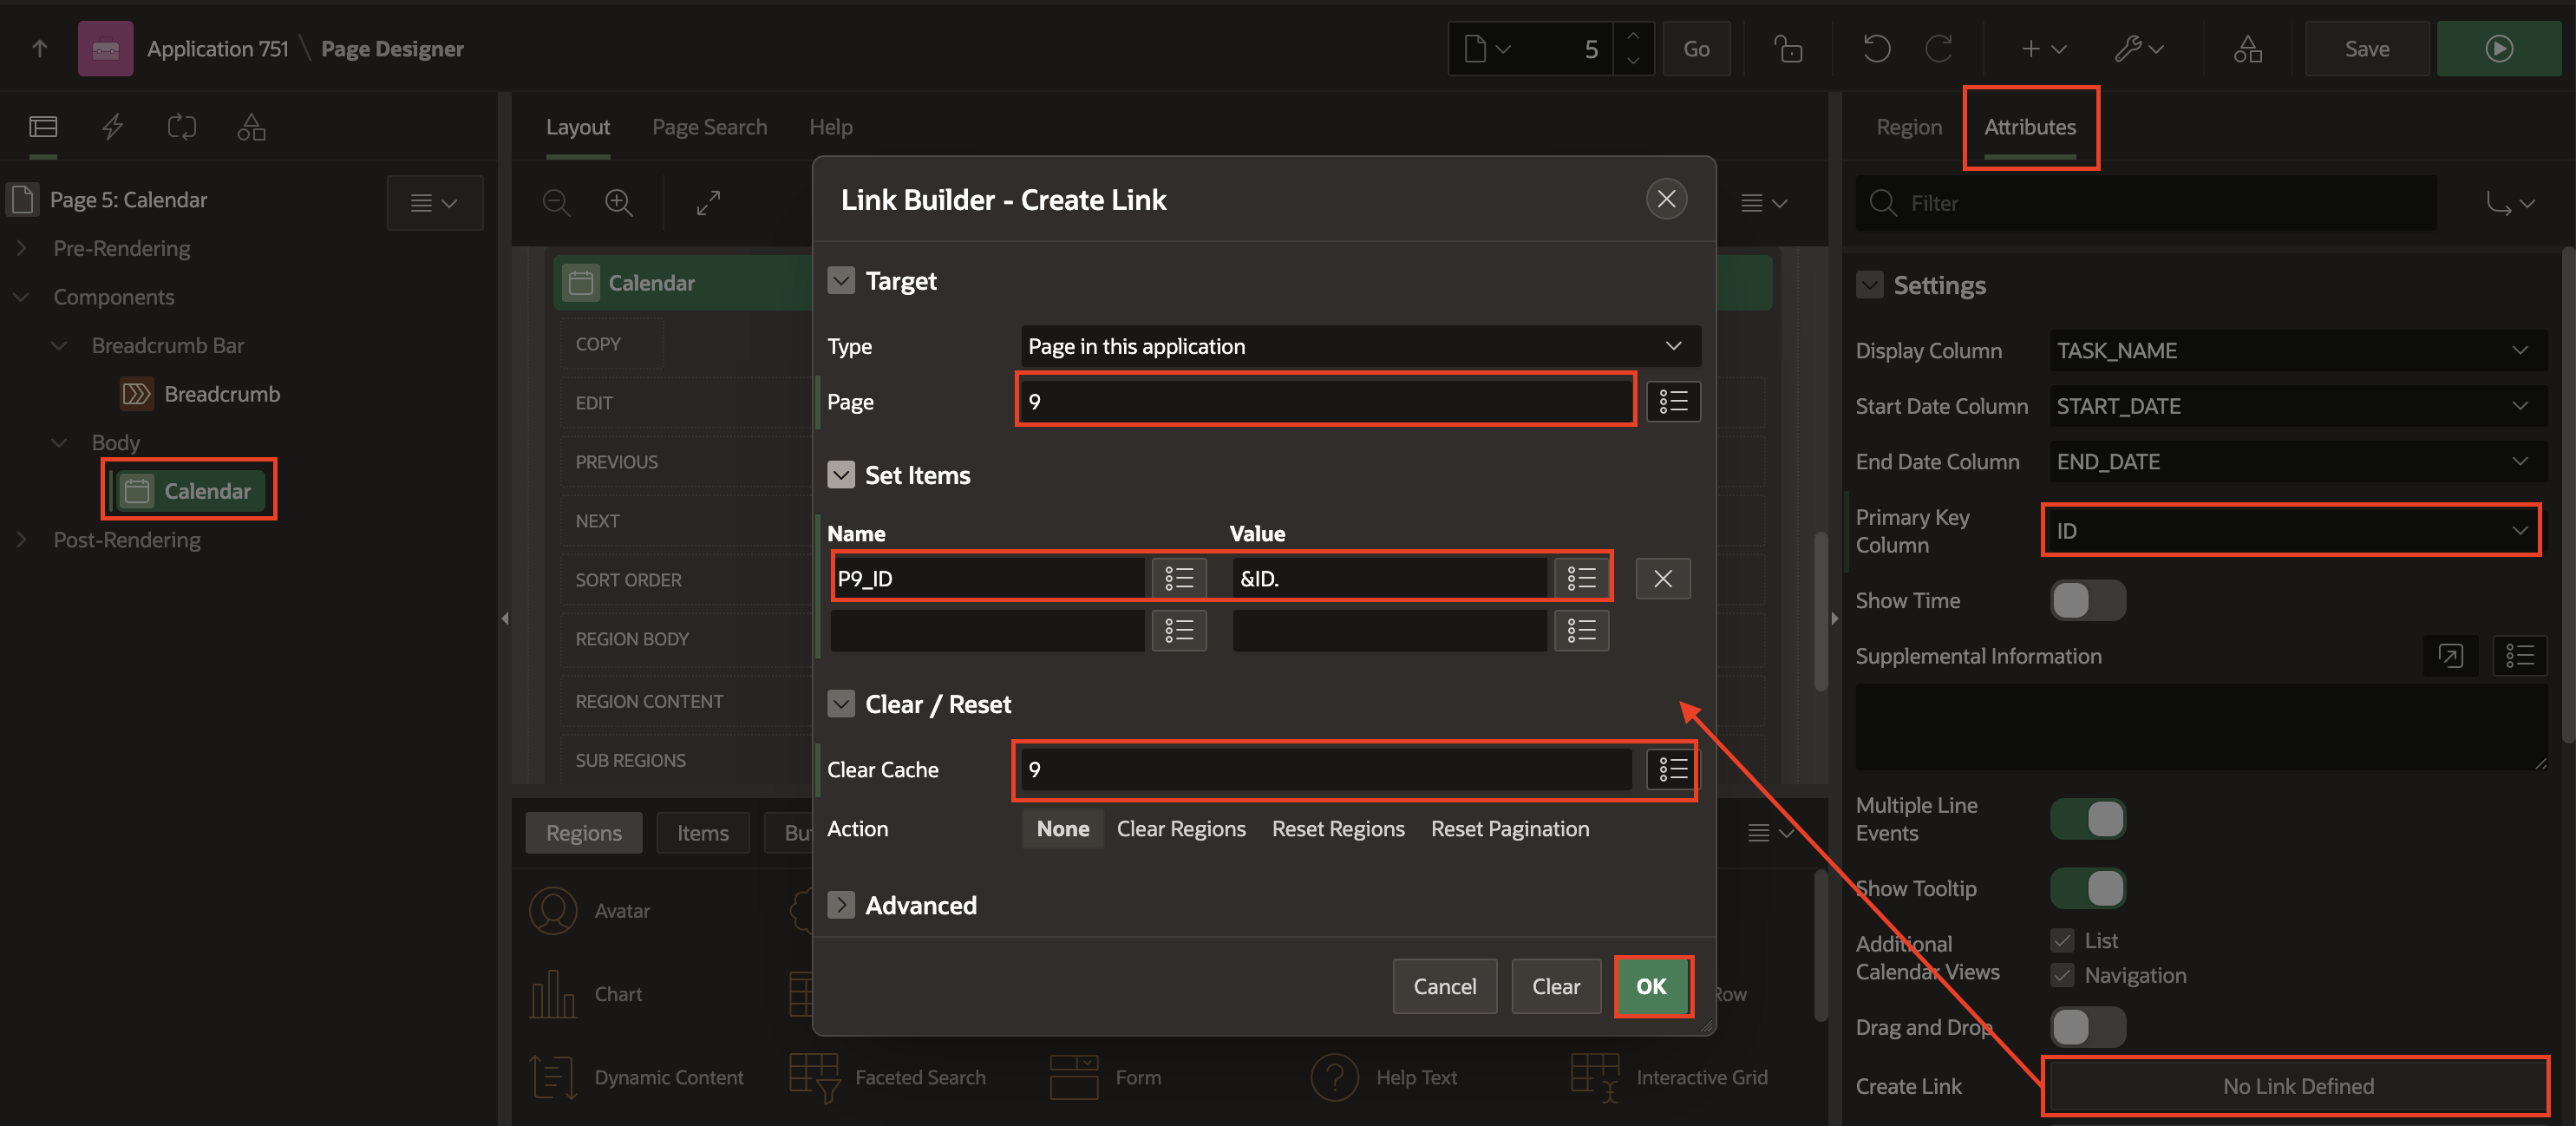 Application 751 \ Page Designer
5
Go
Save
Page 5: Calendar
Pre-Rendering
Components
Breadcrumb Bar
Breadcrumb
Body
Calendar
Post-Rendering
Layout
Page Search
Help
Calendar
COPY
EDIT
PREVIOUS
NEXT
SORT ORDER
REGION BODY
REGION CONTENT
SUB REGIONS
Regions
Items
Bu
Avatar
Chart
Row
Dynamic Content
Faceted Search
Form
Help Text
Interactive Grid
Link Builder - Create Link
Target
Type
Page in this application
Page
9
Set Items
Name
Value
P9_ID
&ID.
Clear / Reset
Clear Cache
9
Action
None
Clear Regions
Reset Regions
Reset Pagination
Advanced
Cancel
Clear
OK
Region
Attributes
Filter
Settings
Display Column
TASK_NAME
Start Date Column
START_DATE
End Date Column
END_DATE
Primary Key
Column
ID
Show Time
Supplemental Information
Multiple Line
Events
Show Tooltip
Additional
Calendar Views
List
Navigation
Drag and Drop
Create Link
No Link Defined